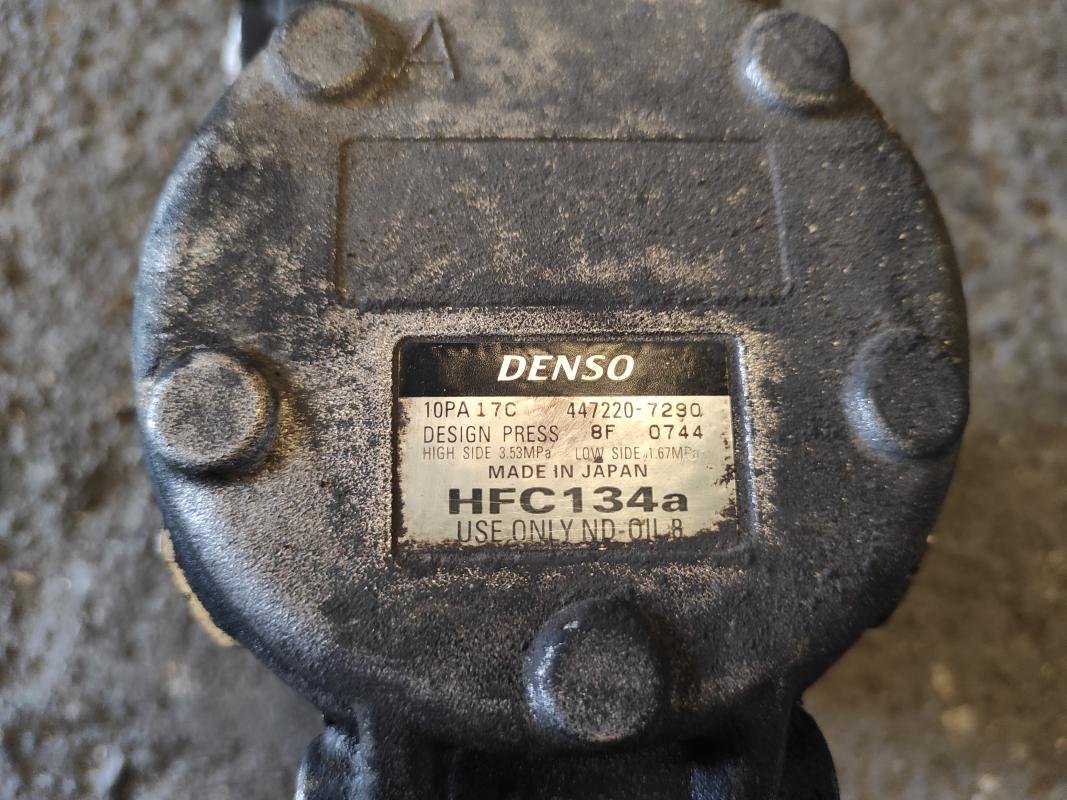 A
DENSO
10PA17C 447220-7290
DESIGN PRESS 8F 0744
HIGH SIDE 3.53MPa LOW SIDE 1.67MPa
MADE IN JAPAN
HFC134a
USE ONLY ND-OIL 8